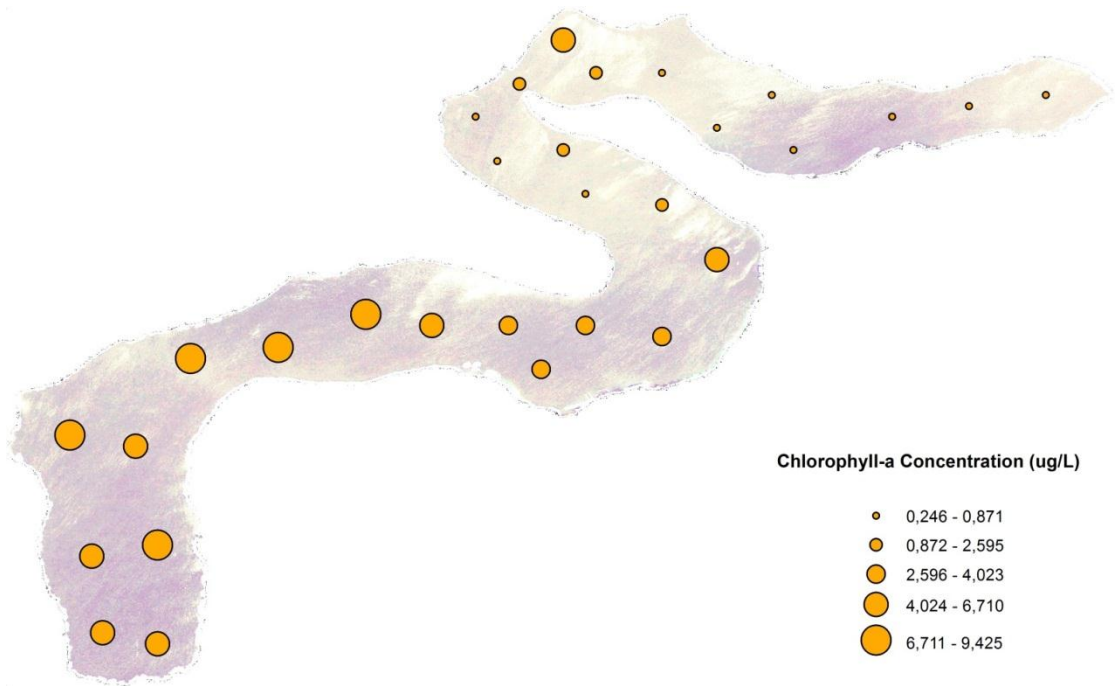 Chlorophyll-a Concentration (ug/L)
0,246 - 0,871
0,872 - 2,595
2,596 - 4,023
4,024 - 6,710
6,711 - 9,425